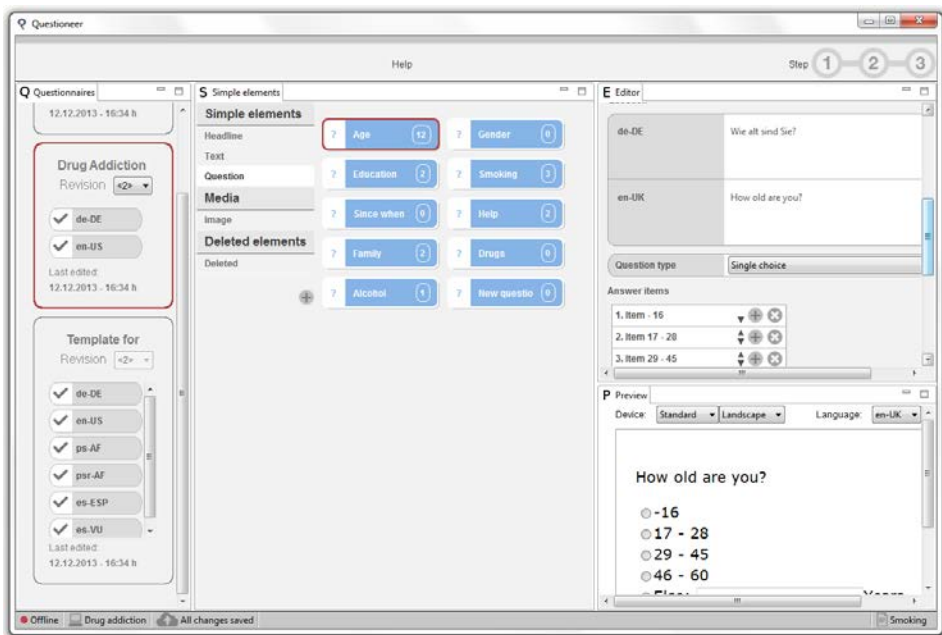 Questioneer
Help
Step 1 2 3
Q Questionnaires
12.12.2013 - 16:34 h
Drug Addiction
Revision <2>
de-DE
en-US
Last edited:
12.12.2013 - 16:34 h
Template for
Revision <2>
de-DE
en-US
ps-AF
psr-AF
es-ESP
es-VU
Last edited:
12.12.2013 - 16:34 h
S Simple elements
Simple elements
Headline
Text
Question
Media
Image
Deleted elements
Deleted
? Age 12
? Gender 0
? Education 2
? Smoking 3
? Since when 0
? Help 2
? Family 2
? Drugs 0
? Alcohol 1
? New questio 0
E Editor
de-DE
Wie alt sind Sie?
en-UK
How old are you?
Question type
Single choice
Answer items
1. Item - 16
2. Item 17 - 28
3. Item 29 - 45
P Preview
Device: Standard Landscape Language: en-UK
How old are you?
-16
17 - 28
29 - 45
46 - 60
Offline
Drug addiction
All changes saved
Smoking